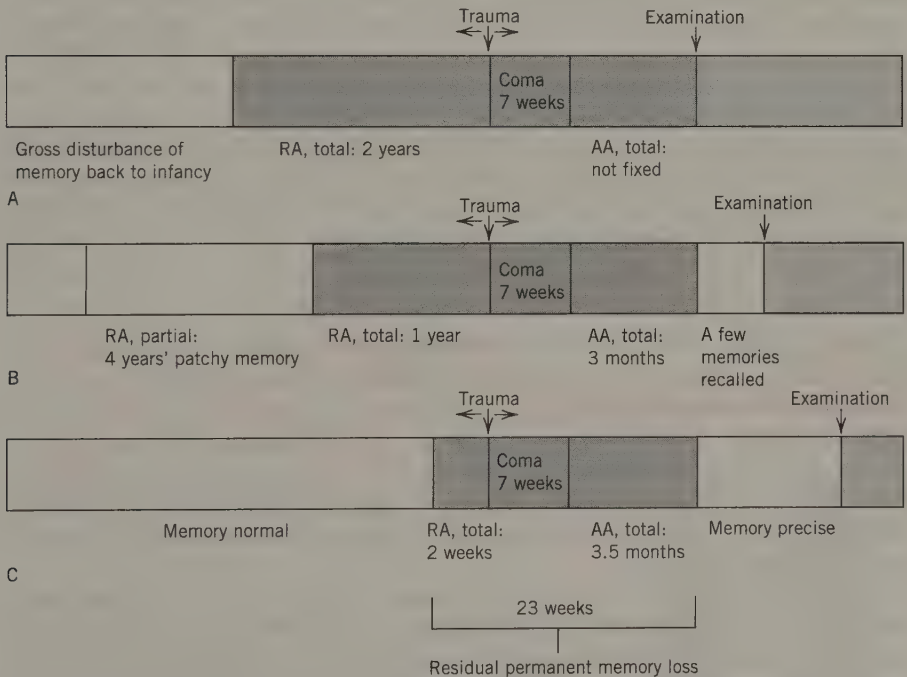 Trauma
Examination
Coma
7 weeks
Gross disturbance of
memory back to infancy
RA, total: 2 years
AA, total:
not fixed
A
Trauma
Examination
Coma
7 weeks
RA, partial:
4 years' patchy memory
RA, total: 1 year
AA, total:
3 months
A few
memories
recalled
B
Trauma
Examination
Coma
7 weeks
Memory normal
RA, total:
2 weeks
AA, total:
3.5 months
Memory precise
C
23 weeks
Residual permanent memory loss